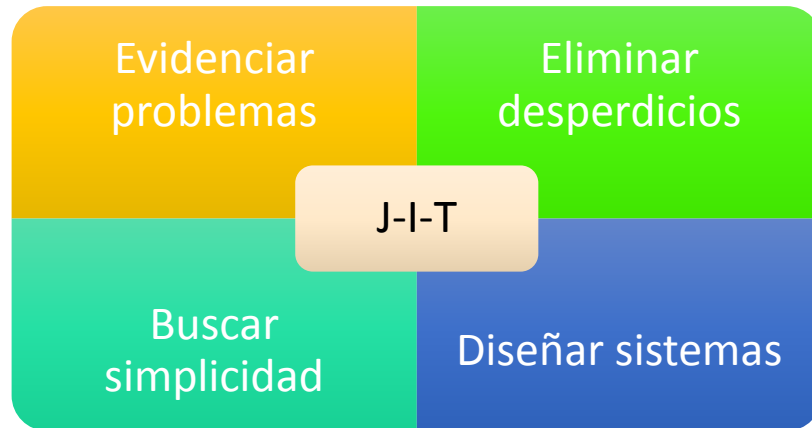 Evidenciar
problemas
Eliminar
desperdicios
J-I-T
Buscar
simplicidad
Diseñar sistemas